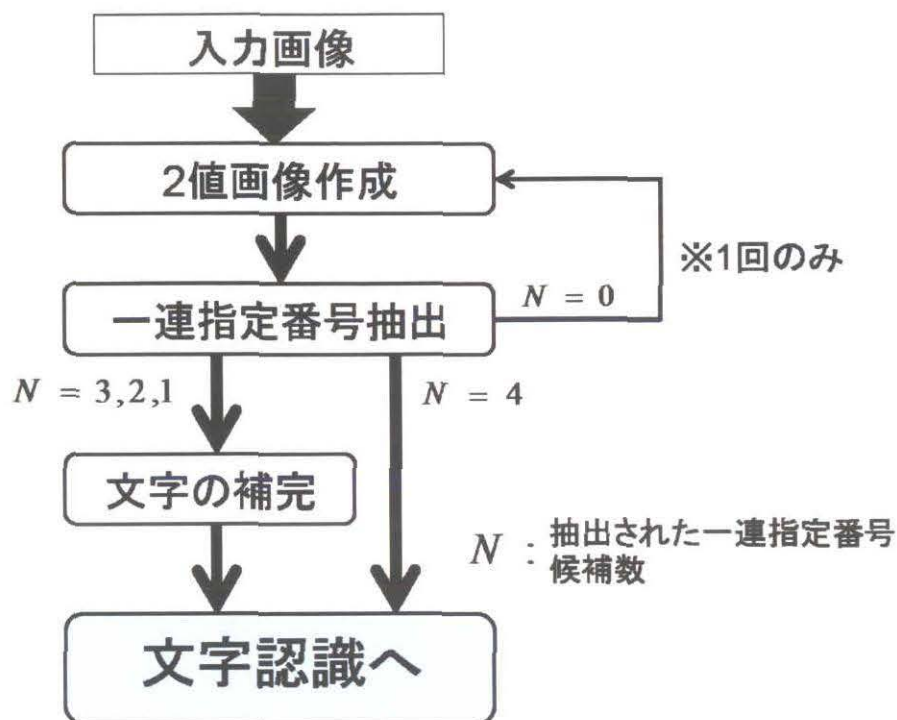 入力画像
2値画像作成
※1回のみ
一連指定番号抽出
N = 0
N = 3,2,1
N = 4
文字の補完
N : 抽出された一連指定番号
候補数
文字認識へ